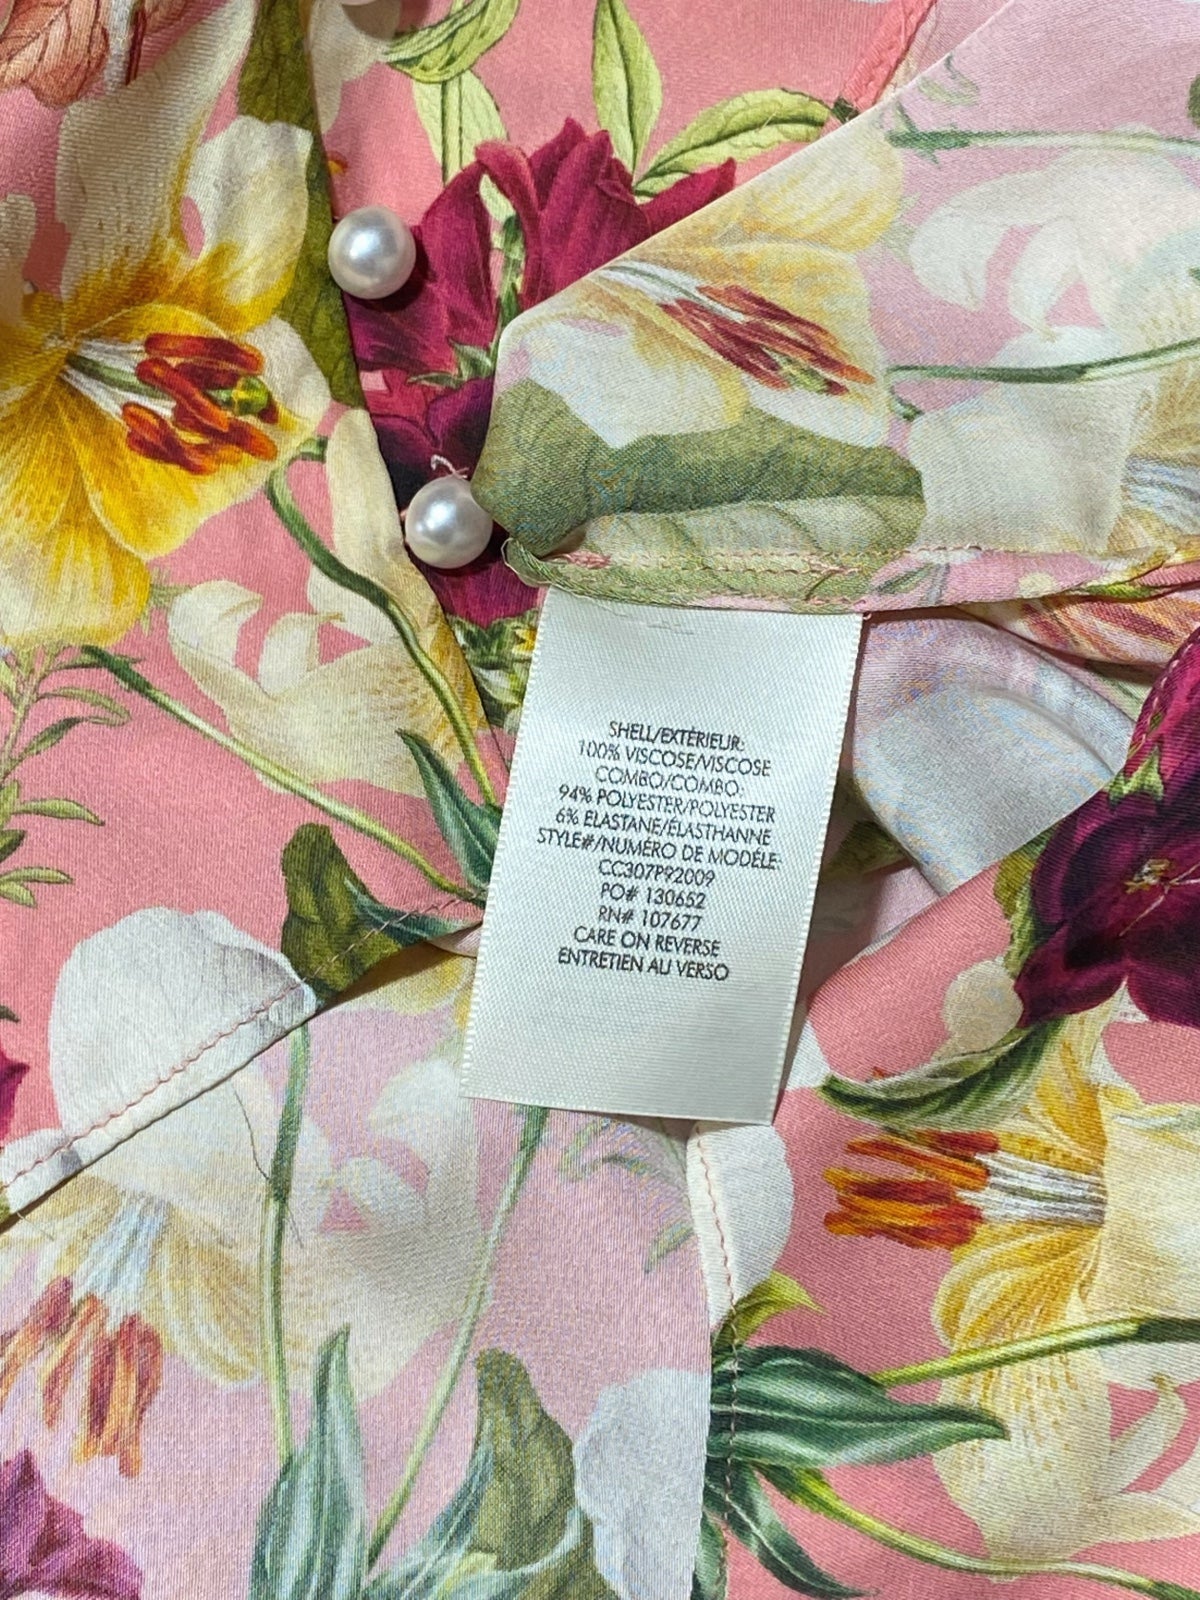 SHELL/EXTÉRIEUR:
100% VISCOSE/VISCOSE
COMBO/COMBO:
94% POLYESTER/POLYESTER
6% ELASTANE/ÉLASTHANNE
STYLE#/NUMÉRO DE MODÉLE:
CC307P92009
PO# 130652
RN# 107677
CARE ON REVERSE
ENTRETIEN AU VERSO